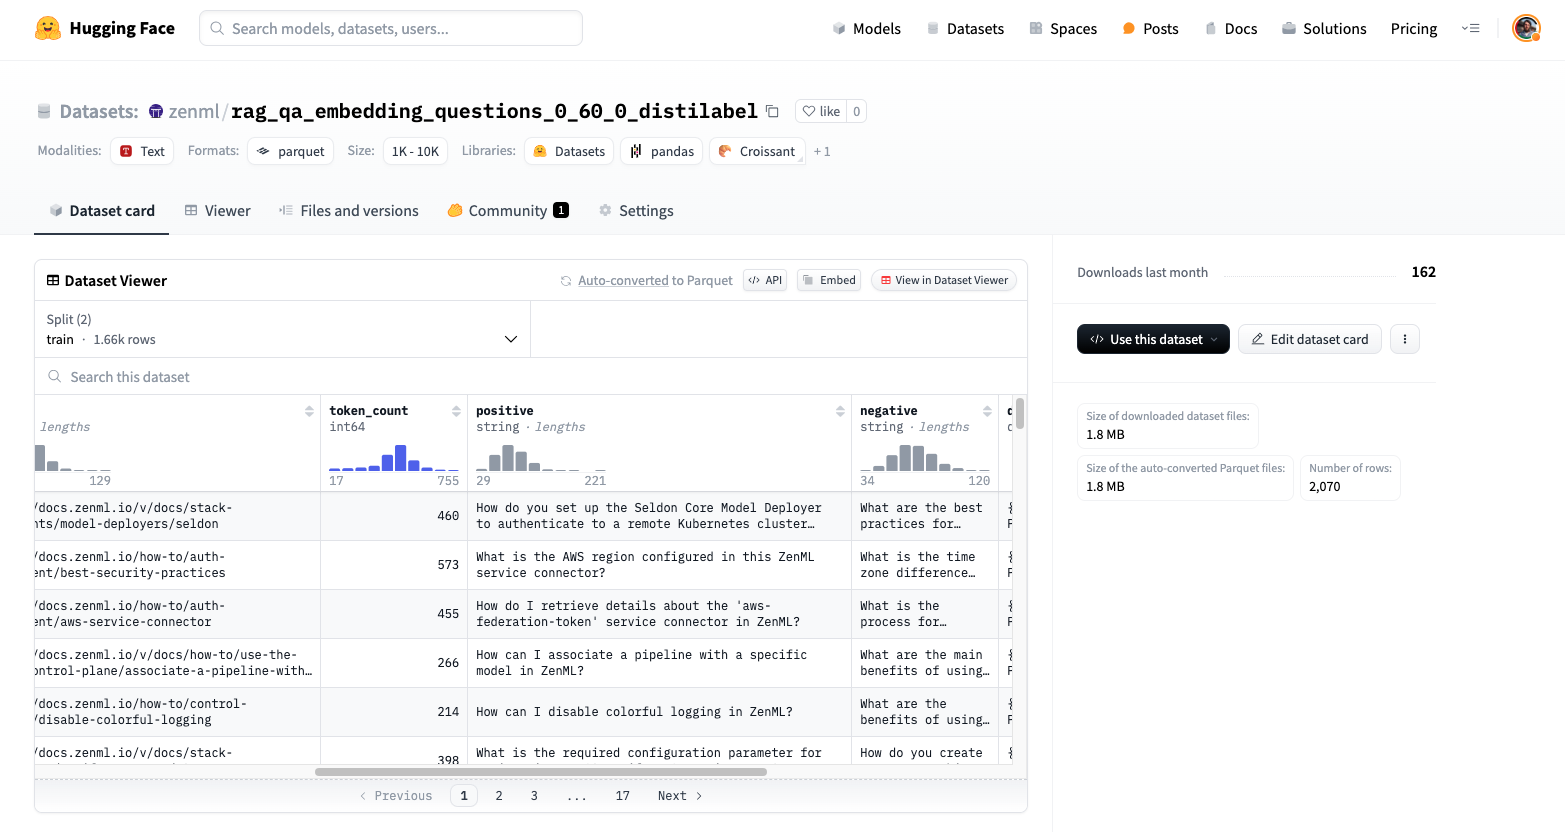 Hugging Face
Search models, datasets, users...
Models
Datasets
Spaces
Posts
Docs
Solutions
Pricing
Datasets: zenml/rag_qa_embedding_questions_0_60_0_distilabel
like 0
Modalities: Text Formats: parquet Size: 1K - 10K Libraries: Datasets pandas Croissant + 1
Dataset card
Viewer
Files and versions
Community 1
Settings
Dataset Viewer
Auto-converted to Parquet
API
Embed
View in Dataset Viewer
Split (2)
train · 1.66k rows
Search this dataset
lengths
129
token_count
int64
17 755
positive
string · lengths
29 221
negative
string · lengths
34 120
/docs.zenml.io/v/docs/stack-
nts/model-deployers/seldon
460
How do you set up the Seldon Core Model Deployer
to authenticate to a remote Kubernetes cluster…
What are the best
practices for…
/docs.zenml.io/how-to/auth-
ent/best-security-practices
573
What is the AWS region configured in this ZenML
service connector?
What is the time
zone difference…
/docs.zenml.io/how-to/auth-
ent/aws-service-connector
455
How do I retrieve details about the 'aws-
federation-token' service connector in ZenML?
What is the
process for…
/docs.zenml.io/v/docs/how-to/use-the-
ontrol-plane/associate-a-pipeline-with…
266
How can I associate a pipeline with a specific
model in ZenML?
What are the main
benefits of using…
/docs.zenml.io/how-to/control-
/disable-colorful-logging
214
How can I disable colorful logging in ZenML?
What are the
benefits of using…
/docs.zenml.io/v/docs/stack-
398
What is the required configuration parameter for
How do you create
Previous 1 2 3 ... 17 Next
Downloads last month
162
Use this dataset
Edit dataset card
Size of downloaded dataset files:
1.8 MB
Size of the auto-converted Parquet files:
1.8 MB
Number of rows:
2,070